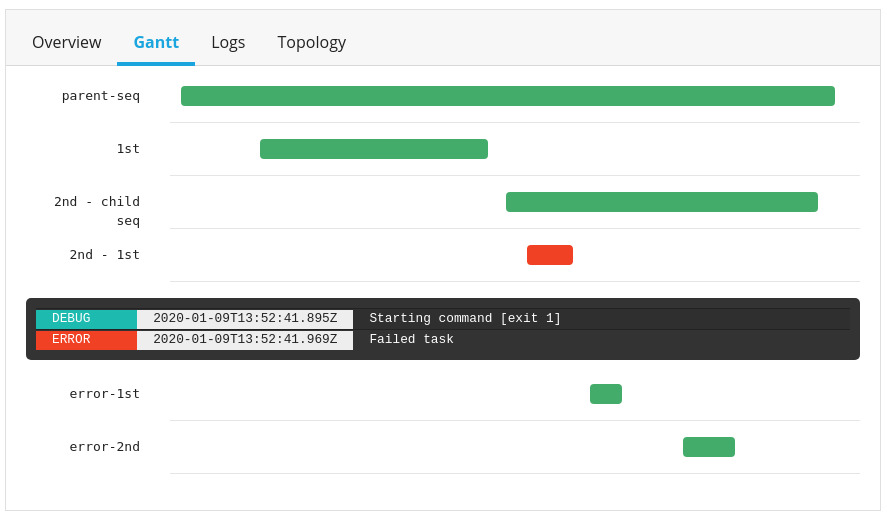 Overview Gantt Logs Topology
parent-seq
1st
2nd - child
seq
2nd - 1st
DEBUG 2020-01-09T13:52:41.895Z Starting command [exit 1]
ERROR 2020-01-09T13:52:41.969Z Failed task
error-1st
error-2nd